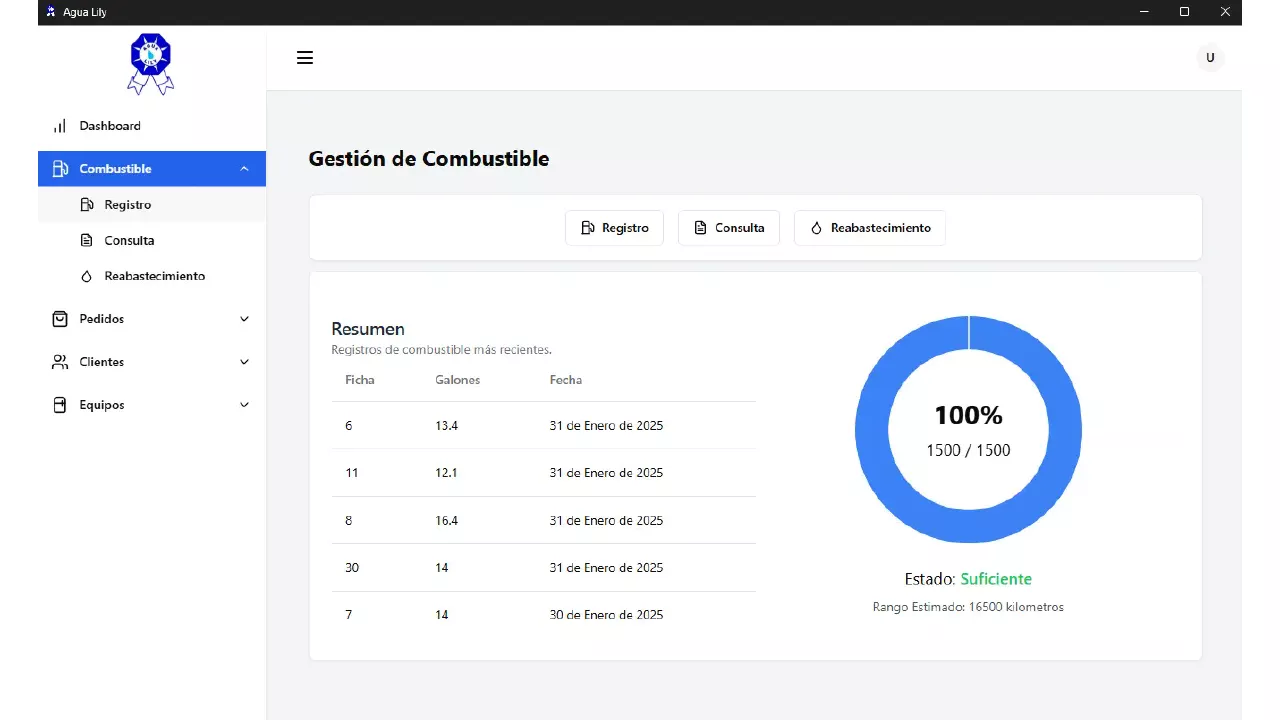 Agua Lily
AGUA
LILY
U
Dashboard
Combustible
Registro
Consulta
Reabastecimiento
Pedidos
Clientes
Equipos
Gestión de Combustible
Registro Consulta Reabastecimiento
Resumen
Registros de combustible más recientes.
Ficha Galones Fecha
6 13.4 31 de Enero de 2025
11 12.1 31 de Enero de 2025
8 16.4 31 de Enero de 2025
30 14 31 de Enero de 2025
7 14 30 de Enero de 2025
100%
1500 / 1500
Estado: Suficiente
Rango Estimado: 16500 kilometros